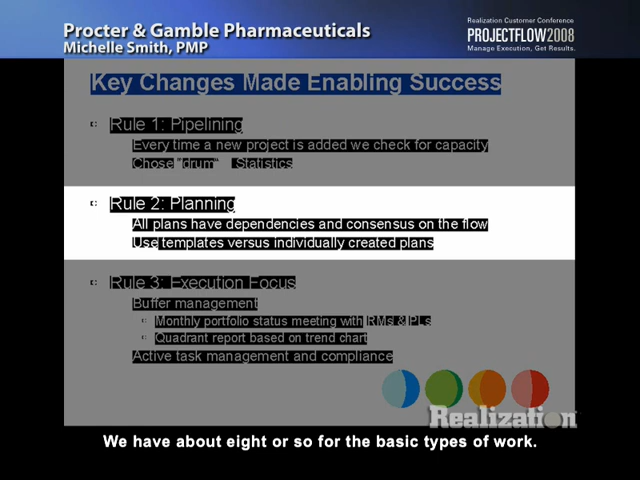 Procter & Gamble Pharmaceuticals
Michelle Smith, PMP
Realization Customer Conference
PROJECTFLOW2008
Manage Execution, Get Results.
Key Changes Made Enabling Success
Rule 1: Pipelining
Every time a new project is added we check for capacity
Chose "drum" Statistics
Rule 2: Planning
All plans have dependencies and consensus on the flow
Use templates versus individually created plans
Rule 3: Execution Focus
Buffer management
Monthly portfolio status meeting with RMs & PLs
Quadrant report based on trend chart
Active task management and compliance
Realization
We have about eight or so for the basic types of work.